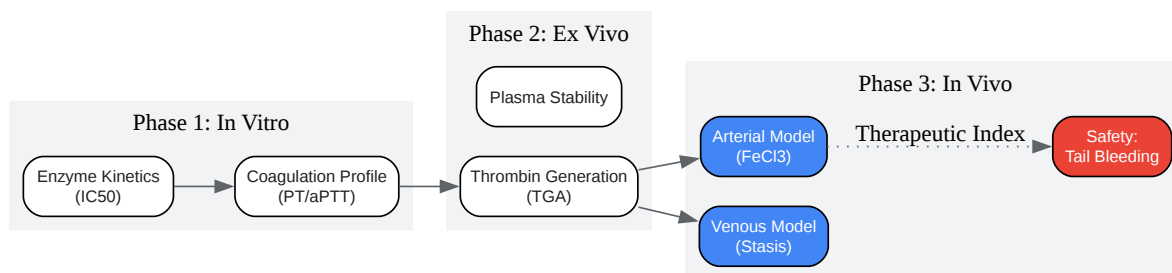 Phase 1: In Vitro
Enzyme Kinetics
(IC50)
Coagulation Profile
(PT/aPTT)
Phase 2: Ex Vivo
Plasma Stability
Thrombin Generation
(TGA)
Phase 3: In Vivo
Arterial Model
(FeCl3)
Therapeutic Index
Safety:
Tail Bleeding
Venous Model
(Stasis)